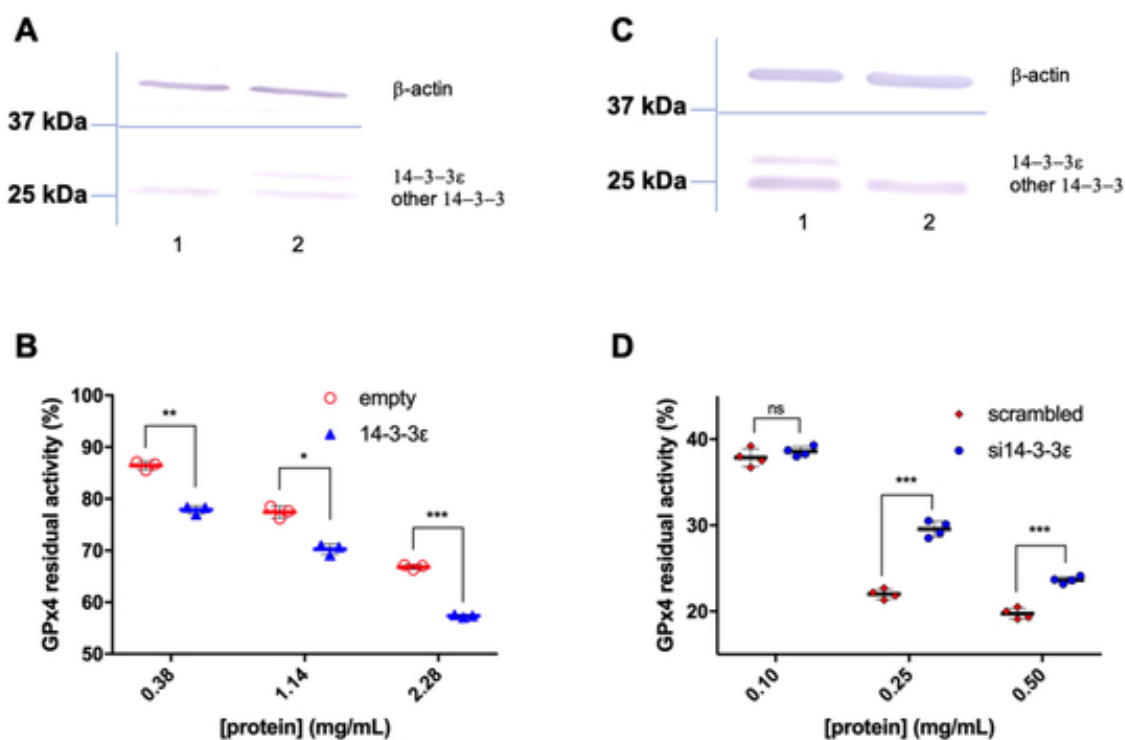 A
β-actin
37 kDa
14–3–3ε
25 kDa
other 14–3–3
1 2
C
β-actin
37 kDa
14–3–3ε
25 kDa
other 14–3–3
1 2
B
GPx4 residual activity (%)
100
90
80
70
60
50
empty
14-3-3ε
**
*
***
0.38 1.14 2.28
[protein] (mg/mL)
D
GPx4 residual activity (%)
40
30
20
scrambled
si14-3-3ε
ns
***
***
0.10 0.25 0.50
[protein] (mg/mL)